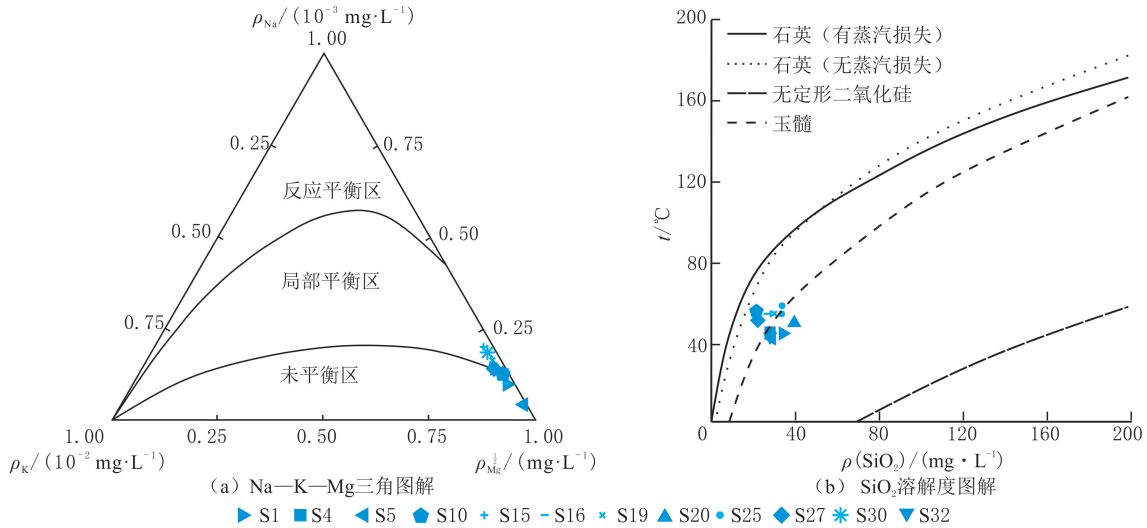 ρNa/(10⁻³ mg·L⁻¹)
1.00
0.25
0.75
反应平衡区
0.50
0.50
局部平衡区
0.75
0.25
未平衡区
1.00
0.25
0.50
0.75
1.00
ρK/(10⁻² mg·L⁻¹)
ρMg^½/(mg·L⁻¹)
(a) Na—K—Mg三角图解
200
石英(有蒸汽损失)
石英(无蒸汽损失)
无定形二氧化硅
玉髓
160
120
t/℃
80
40
0
40
80
120
160
200
ρ(SiO₂)/(mg·L⁻¹)
(b) SiO₂溶解度图解
S1 S4 S5 S10 S15 S16 S19 S20 S25 S27 S30 S32